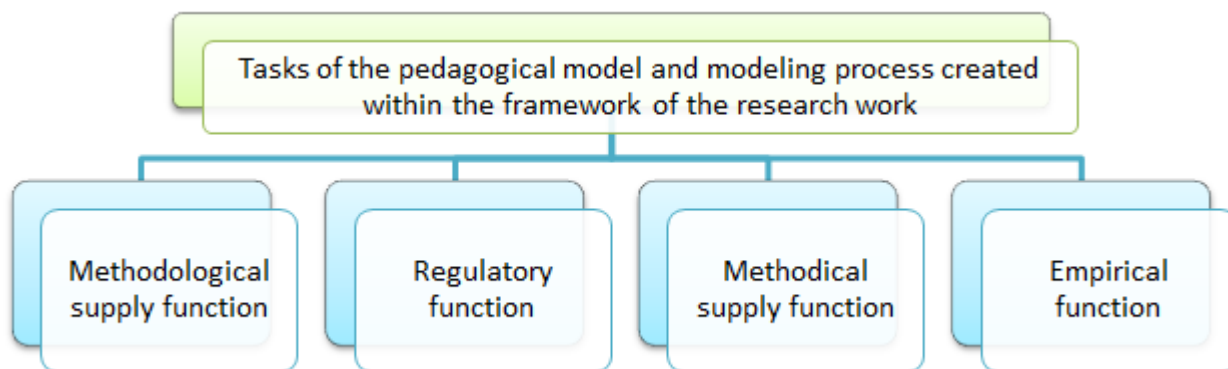 Tasks of the pedagogical model and modeling process created
within the framework of the research work
Methodological
supply function
Regulatory
function
Methodical
supply function
Empirical
function